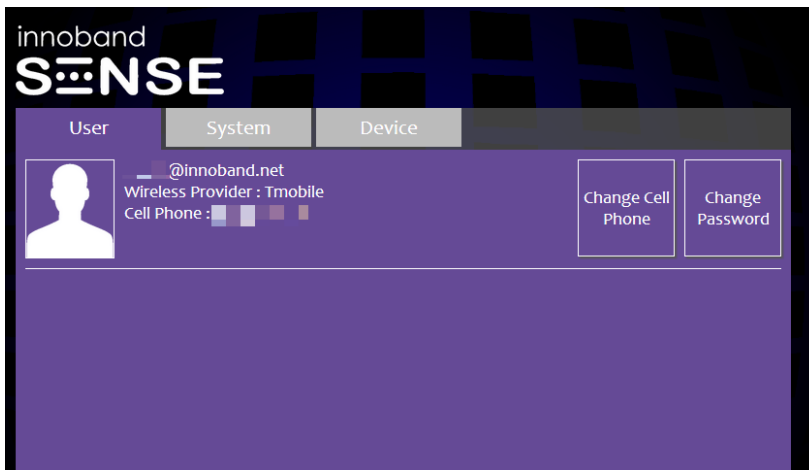 innoband
SENSE
User System Device
@innoband.net
Wireless Provider : Tmobile
Cell Phone :
Change Cell
Phone
Change
Password